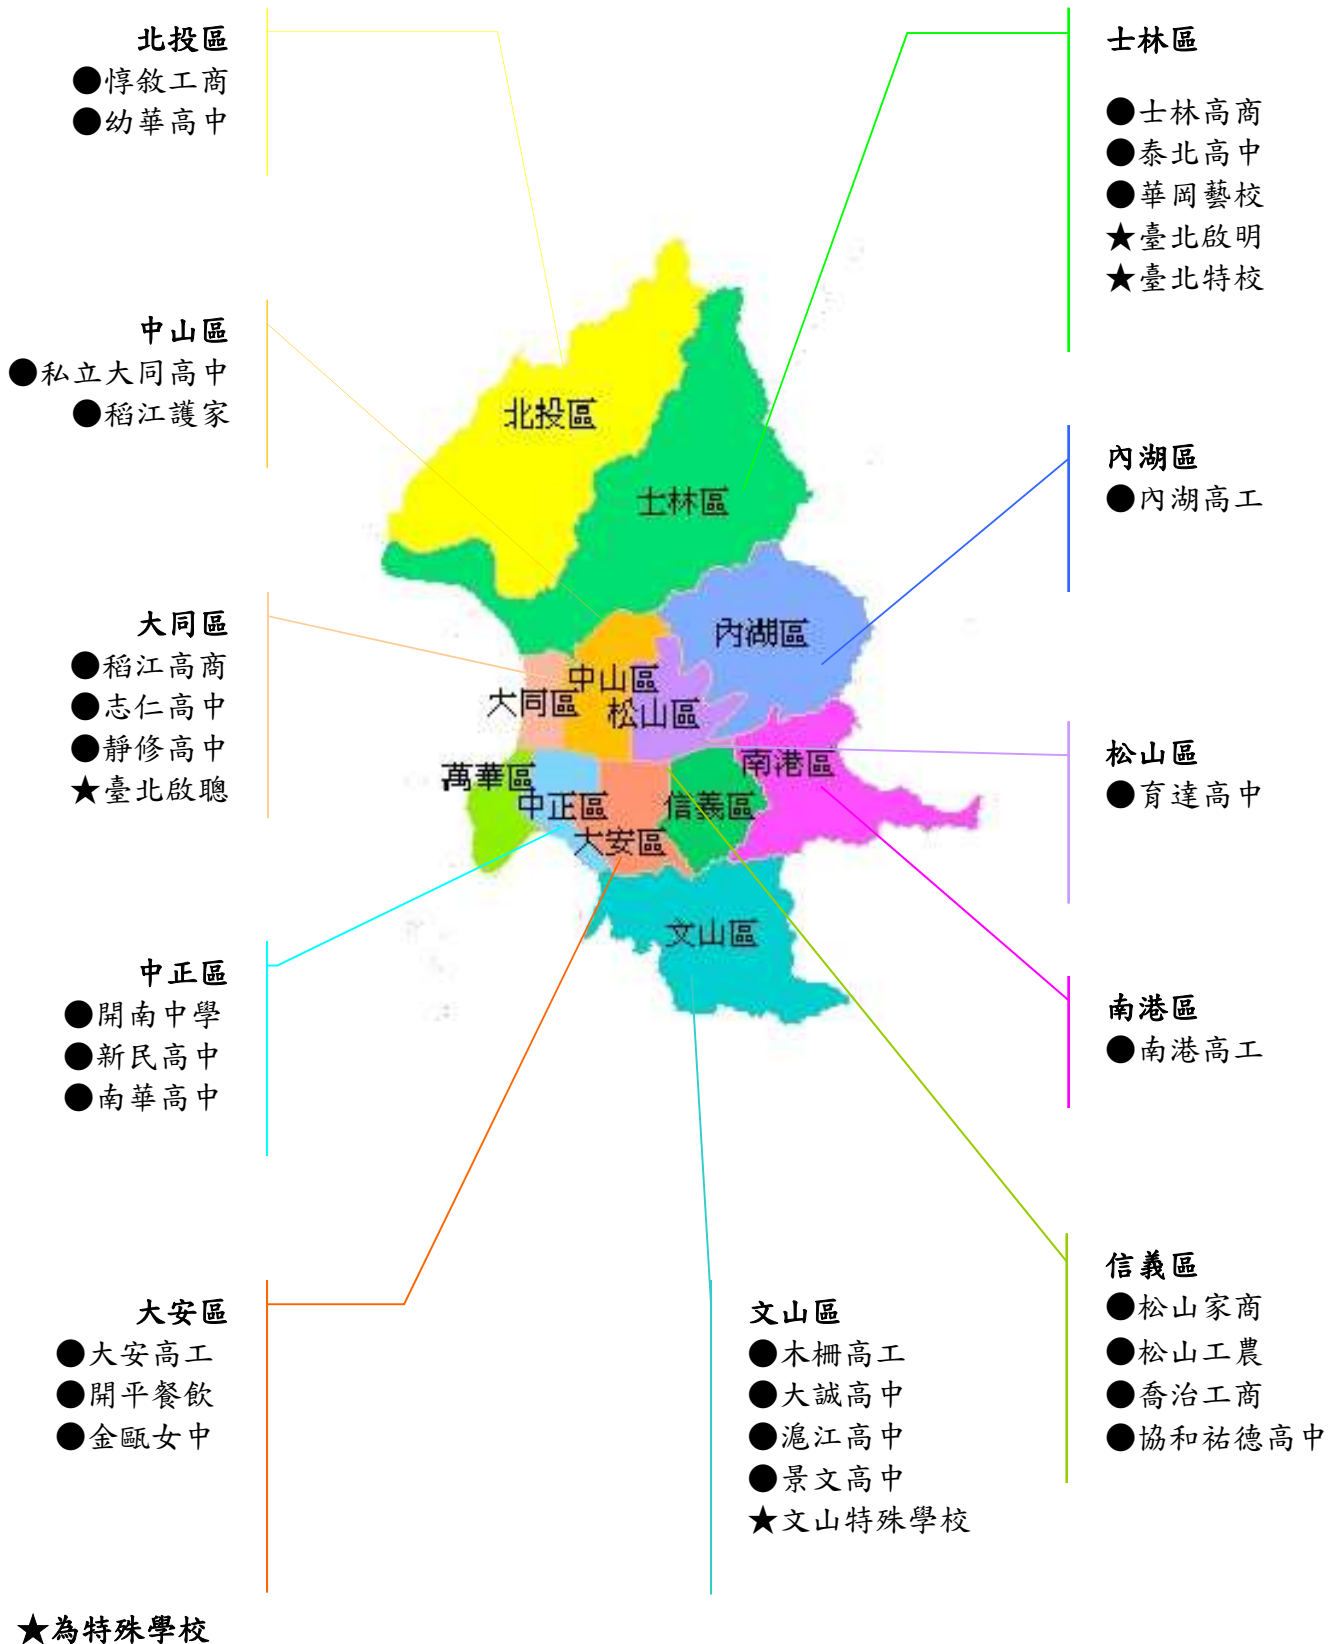 北投區
●惇敘工商
●幼華高中
中山區
●私立大同高中
●稻江護家
大同區
●稻江高商
●志仁高中
●靜修高中
★臺北啟聰
中正區
●開南中學
●新民高中
●南華高中
大安區
●大安高工
●開平餐飲
●金甌女中
★為特殊學校
北投區
士林區
內湖區
中山區
大同區
松山區
萬華區
中正區
信義區
南港區
大安區
文山區
文山區
●木柵高工
●大誠高中
●滬江高中
●景文高中
★文山特殊學校
士林區
●士林高商
●泰北高中
●華岡藝校
★臺北啟明
★臺北特校
內湖區
●內湖高工
松山區
●育達高中
南港區
●南港高工
信義區
●松山家商
●松山工農
●喬治工商
●協和祐德高中